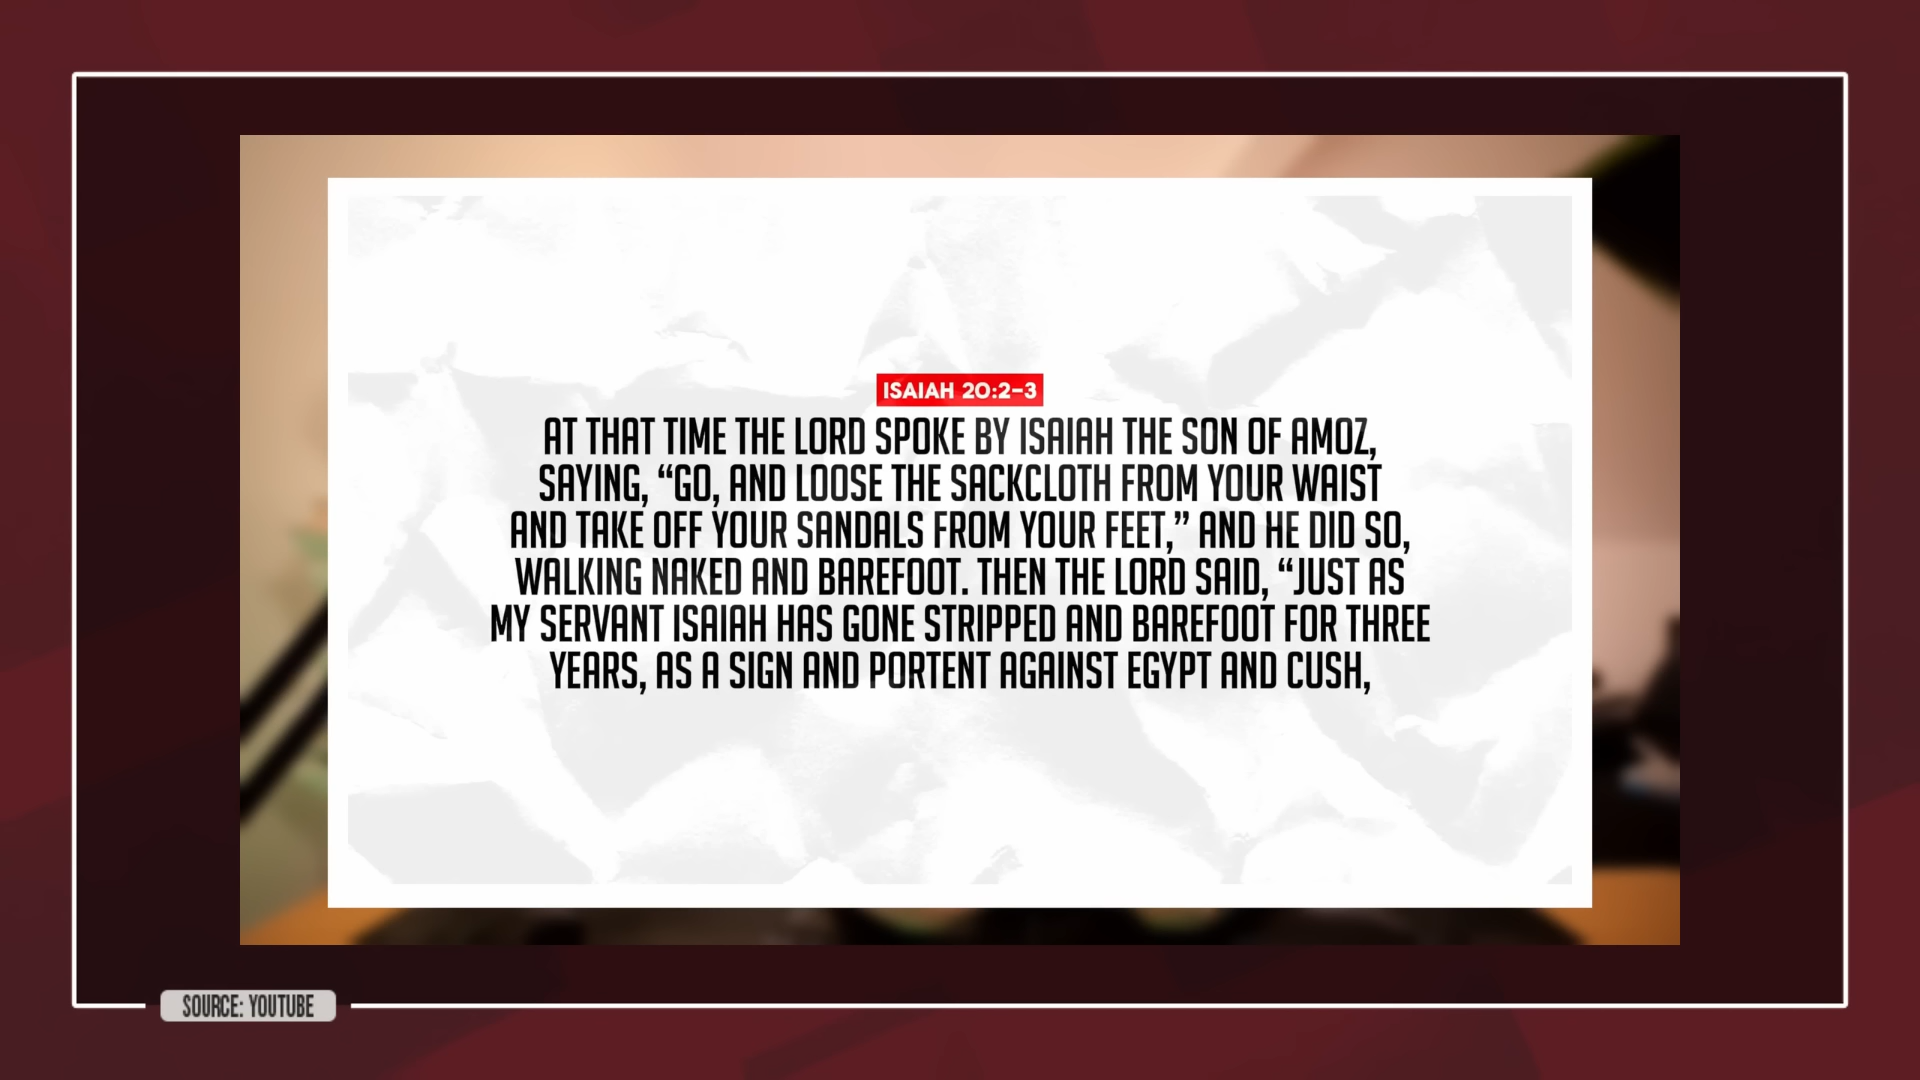 ISAIAH 20:2-3
AT THAT TIME THE LORD SPOKE BY ISAIAH THE SON OF AMOZ,
SAYING, “GO, AND LOOSE THE SACKCLOTH FROM YOUR WAIST
AND TAKE OFF YOUR SANDALS FROM YOUR FEET,” AND HE DID SO,
WALKING NAKED AND BAREFOOT. THEN THE LORD SAID, “JUST AS
MY SERVANT ISAIAH HAS GONE STRIPPED AND BAREFOOT FOR THREE
YEARS, AS A SIGN AND PORTENT AGAINST EGYPT AND CUSH,
SOURCE: YOUTUBE